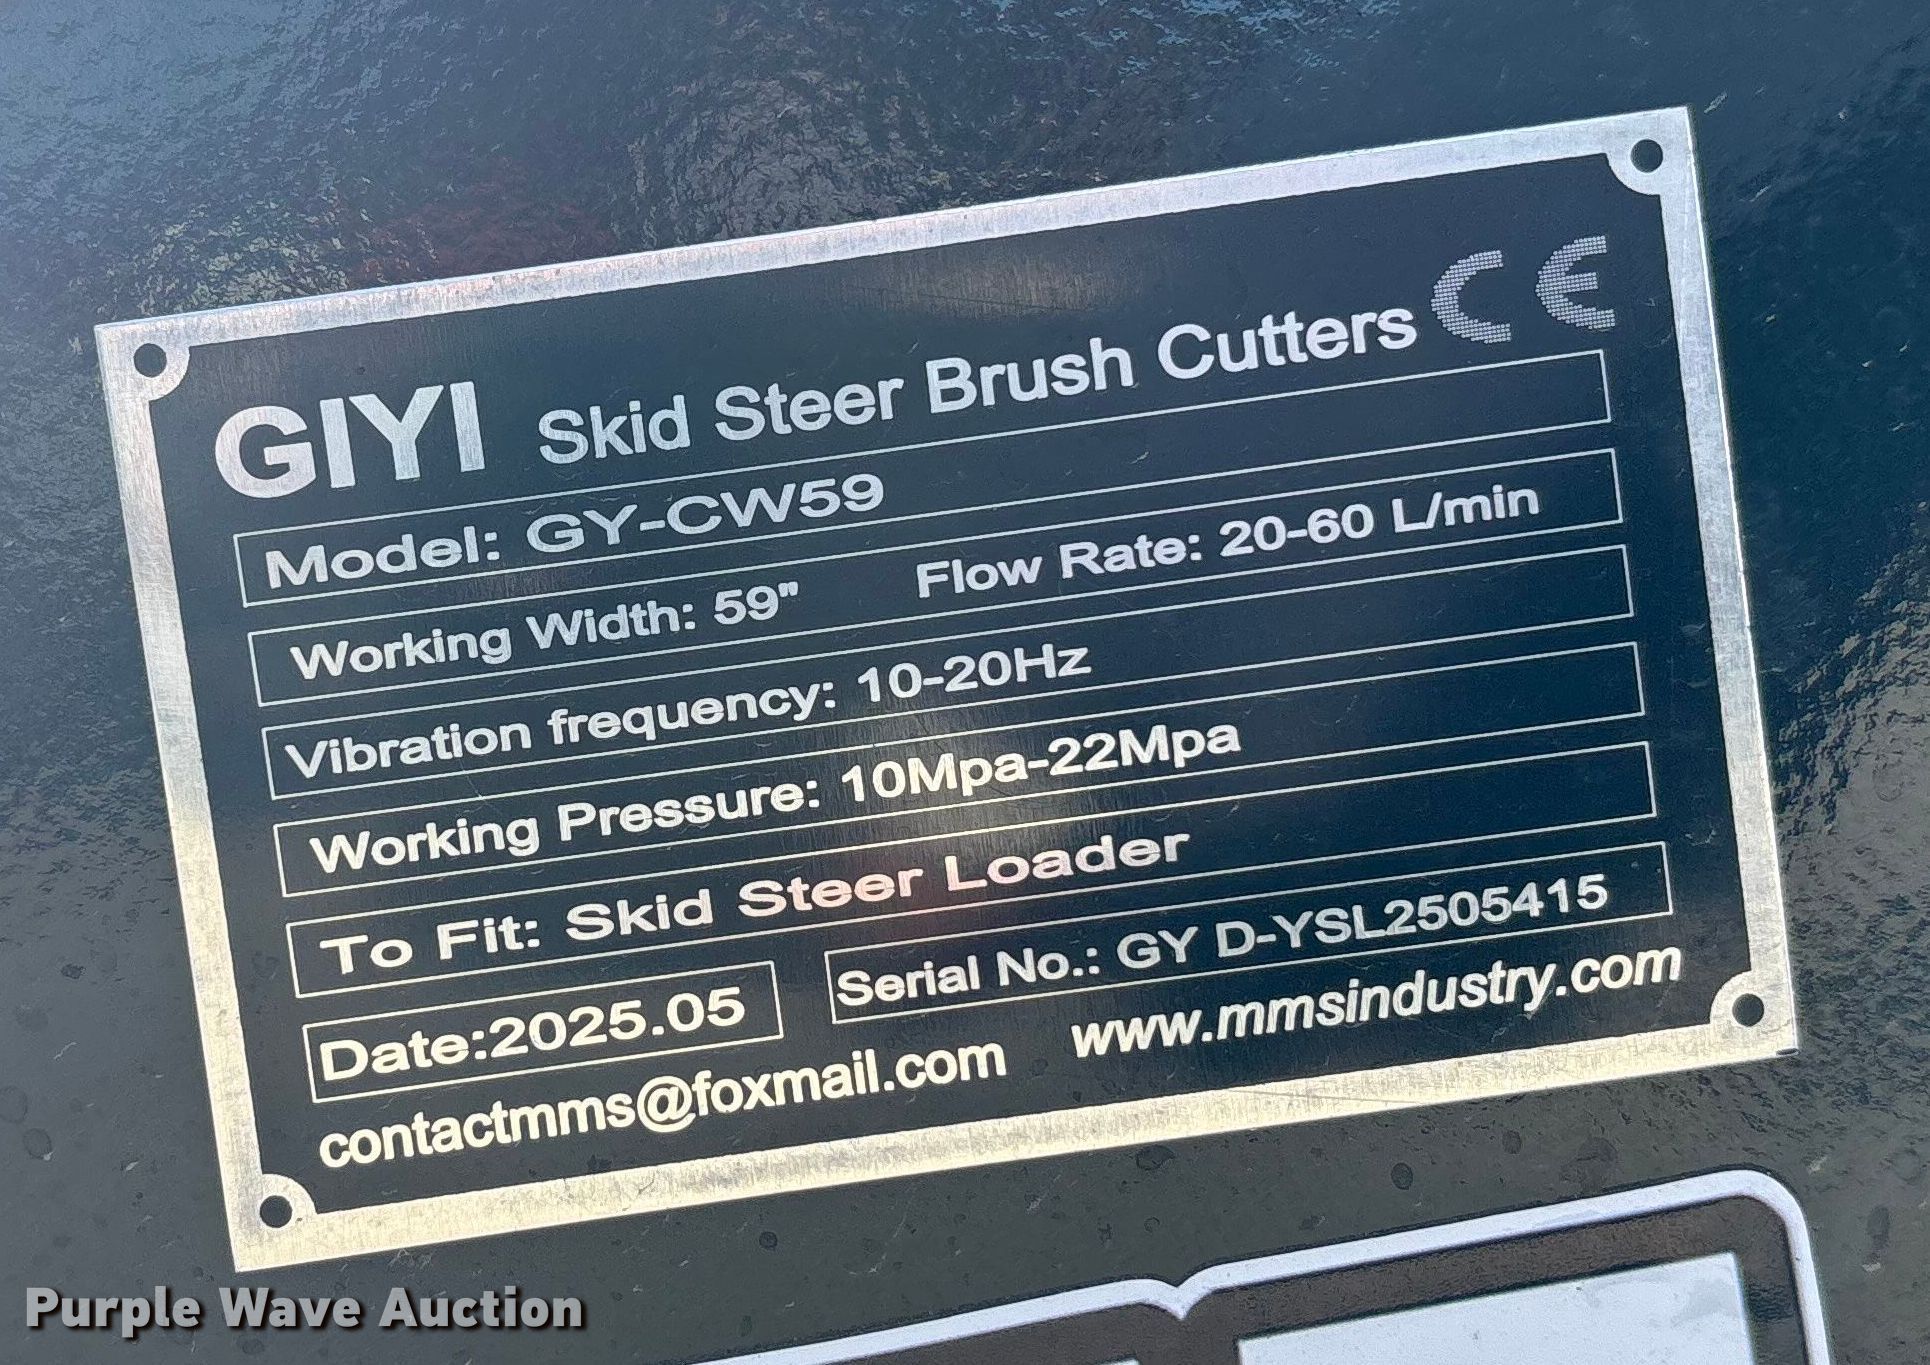 GIYI Skid Steer Brush Cutters CE
Model: GY-CW59
Working Width: 59" Flow Rate: 20-60 L/min
Vibration frequency: 10-20Hz
Working Pressure: 10Mpa-22Mpa
To Fit: Skid Steer Loader
Date:2025.05 Serial No.: GY D-YSL2505415
contactmms@foxmail.com www.mmsindustry.com
Purple Wave Auction